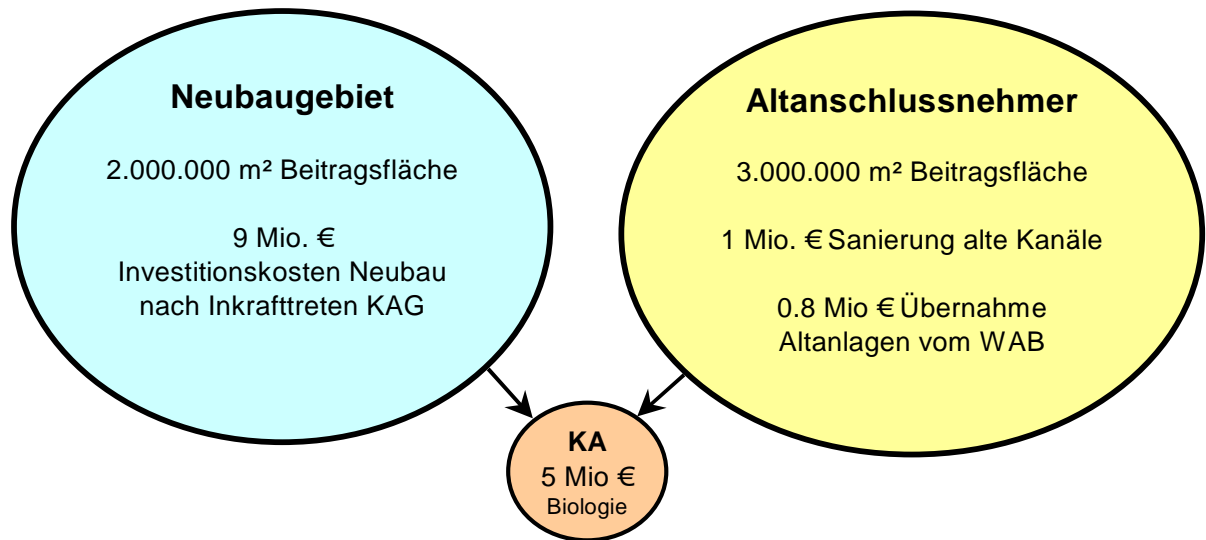 Neubaugebiet
2.000.000 m² Beitragsfläche
9 Mio. €
Investitionskosten Neubau
nach Inkrafttreten KAG
Altanschlussnehmer
3.000.000 m² Beitragsfläche
1 Mio. € Sanierung alte Kanäle
0.8 Mio € Übernahme
Altanlagen vom WAB
KA
5 Mio €
Biologie